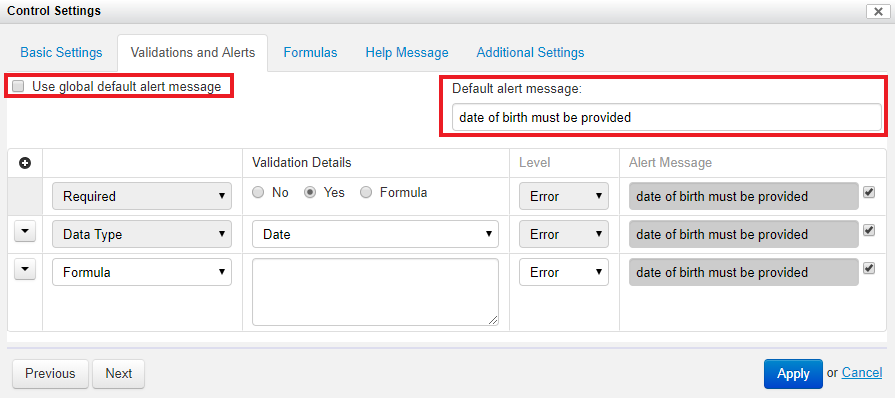 Control Settings
Basic Settings Validations and Alerts Formulas Help Message Additional Settings
Use global default alert message
Default alert message:
date of birth must be provided
Validation Details Level Alert Message
Required No Yes Formula Error date of birth must be provided
Data Type Date Error date of birth must be provided
Formula Error date of birth must be provided
Previous Next Apply or Cancel